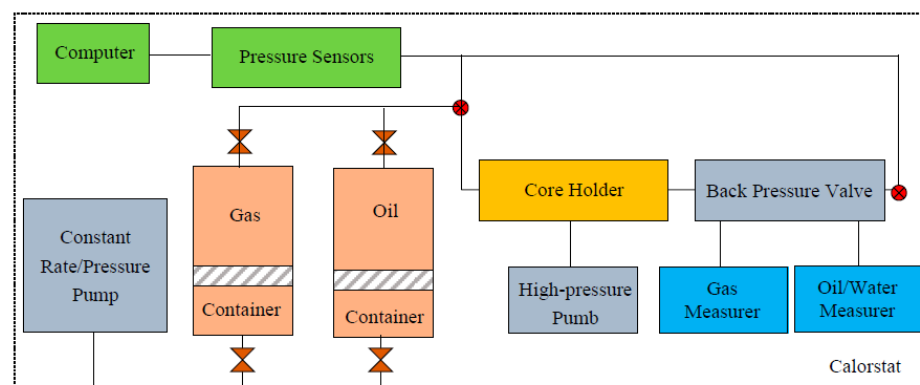 Computer
Pressure Sensors
Gas
Container
Oil
Container
Constant
Rate/Pressure
Pump
Core Holder
Back Pressure Valve
High-pressure
Pumb
Gas
Measurer
Oil/Water
Measurer
Calorstat